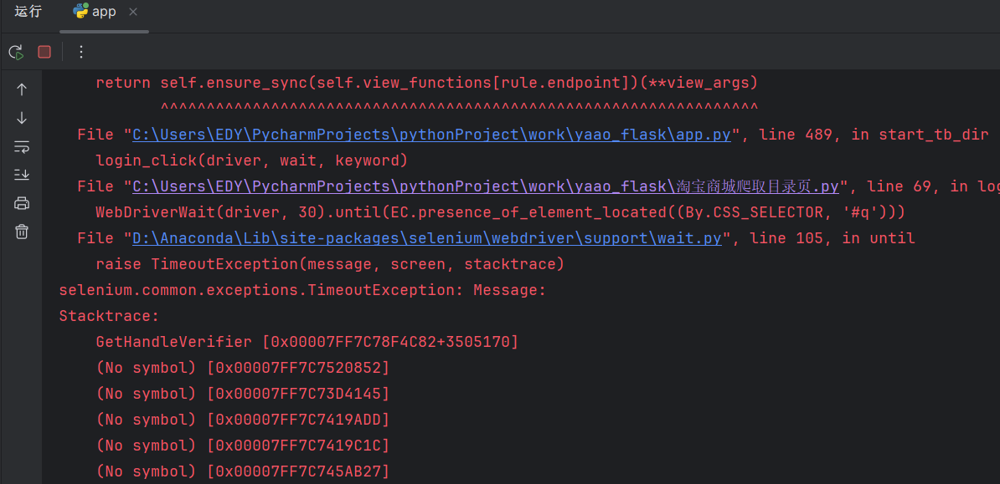 运行 app
return self.ensure_sync(self.view_functions[rule.endpoint])(**view_args)
^^^^^^^^^^^^^^^^^^^^^^^^^^^^^^^^^^^^^^^^^^^^^^^^^^^^^^^^^^^^^^^^^
File "C:\Users\EDY\PycharmProjects\pythonProject\work\yaao_flask\app.py", line 489, in start_tb_dir
login_click(driver, wait, keyword)
File "C:\Users\EDY\PycharmProjects\pythonProject\work\yaao_flask\淘宝商城爬取目录页.py", line 69, in log
WebDriverWait(driver, 30).until(EC.presence_of_element_located((By.CSS_SELECTOR, '#q')))
File "D:\Anaconda\Lib\site-packages\selenium\webdriver\support\wait.py", line 105, in until
raise TimeoutException(message, screen, stacktrace)
selenium.common.exceptions.TimeoutException: Message:
Stacktrace:
GetHandleVerifier [0x00007FF7C78F4C82+3505170]
(No symbol) [0x00007FF7C7520852]
(No symbol) [0x00007FF7C73D4145]
(No symbol) [0x00007FF7C7419ADD]
(No symbol) [0x00007FF7C7419C1C]
(No symbol) [0x00007FF7C745AB27]